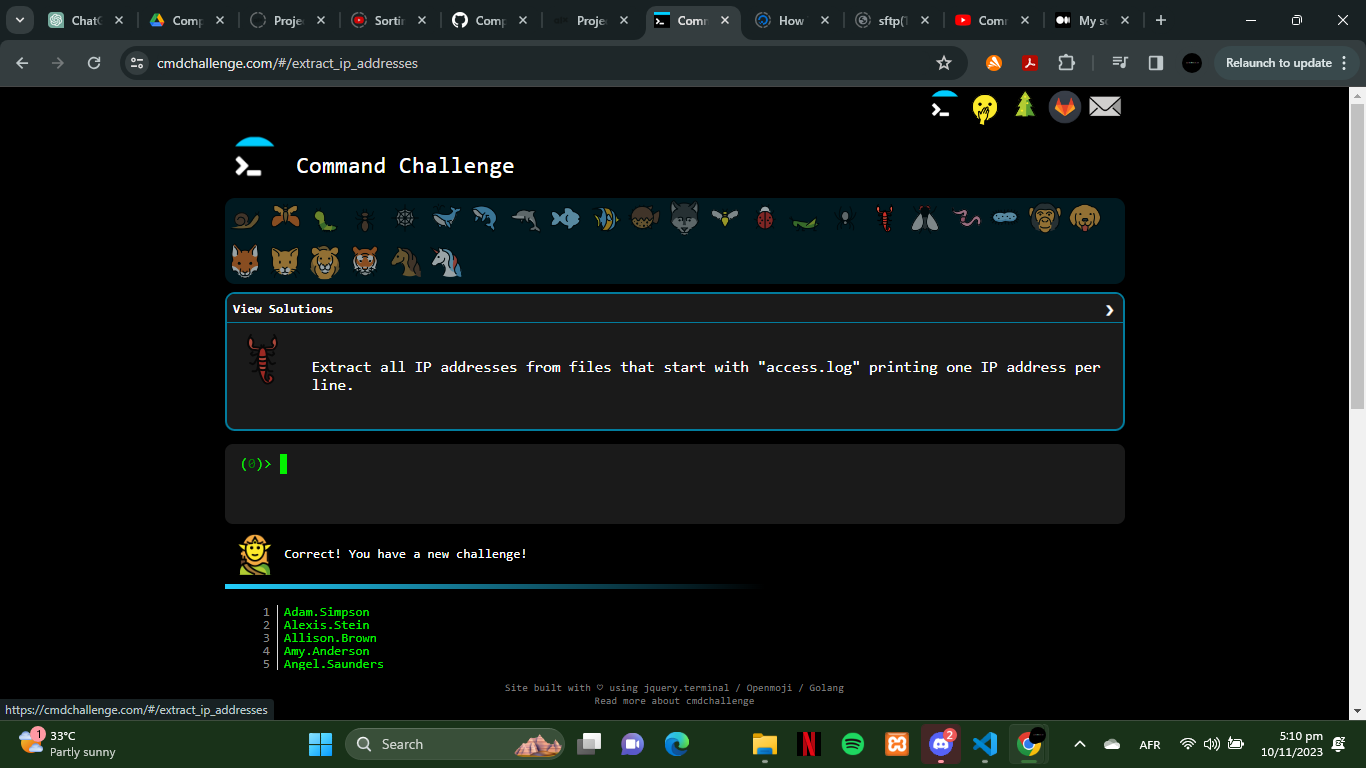 ChatG
Comp
Proje
Sortir
Comp
Proje
Comm
How
sftp(
Comm
My se
cmdchallenge.com/#/extract_ip_addresses
Relaunch to update
Command Challenge
View Solutions
Extract all IP addresses from files that start with "access.log" printing one IP address per
line.
(0)>
Correct! You have a new challenge!
1 Adam.Simpson
2 Alexis.Stein
3 Allison.Brown
4 Amy.Anderson
5 Angel.Saunders
Site built with ♡ using jquery.terminal / Openmoji / Golang
Read more about cmdchallenge
https://cmdchallenge.com/#/extract_ip_addresses
1
33°C
Partly sunny
Search
2
AFR
5:10 pm
10/11/2023